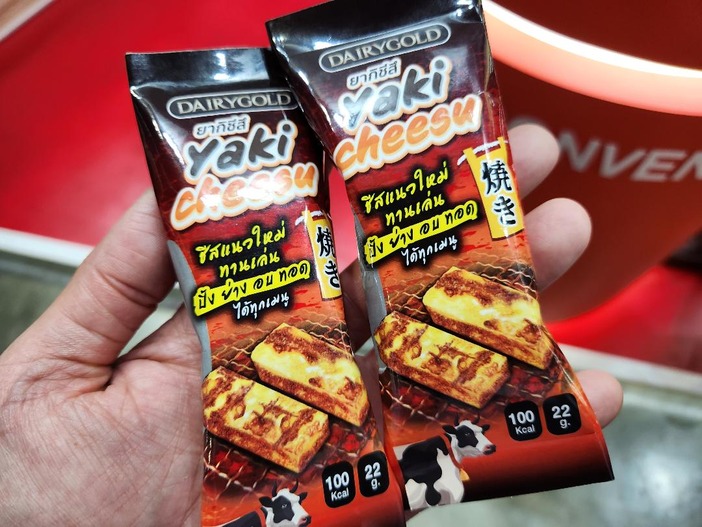 DAIRYGOLD
ยากิชีสึ
yaki
cheesu
ชีสแนวใหม่
ทานเล่น
ปิ้ง ย่าง อบ ทอด
ได้ทุกเมนู
焼き
100
Kcal
22
g.
DAIRYGOLD
ยากิชีสึ
yaki
cheesu
ชีสแนวใหม่
ทานเล่น
ปิ้ง ย่าง อบ ทอด
ได้ทุกเมนู
焼き
100
Kcal
22
g.
ONVEN